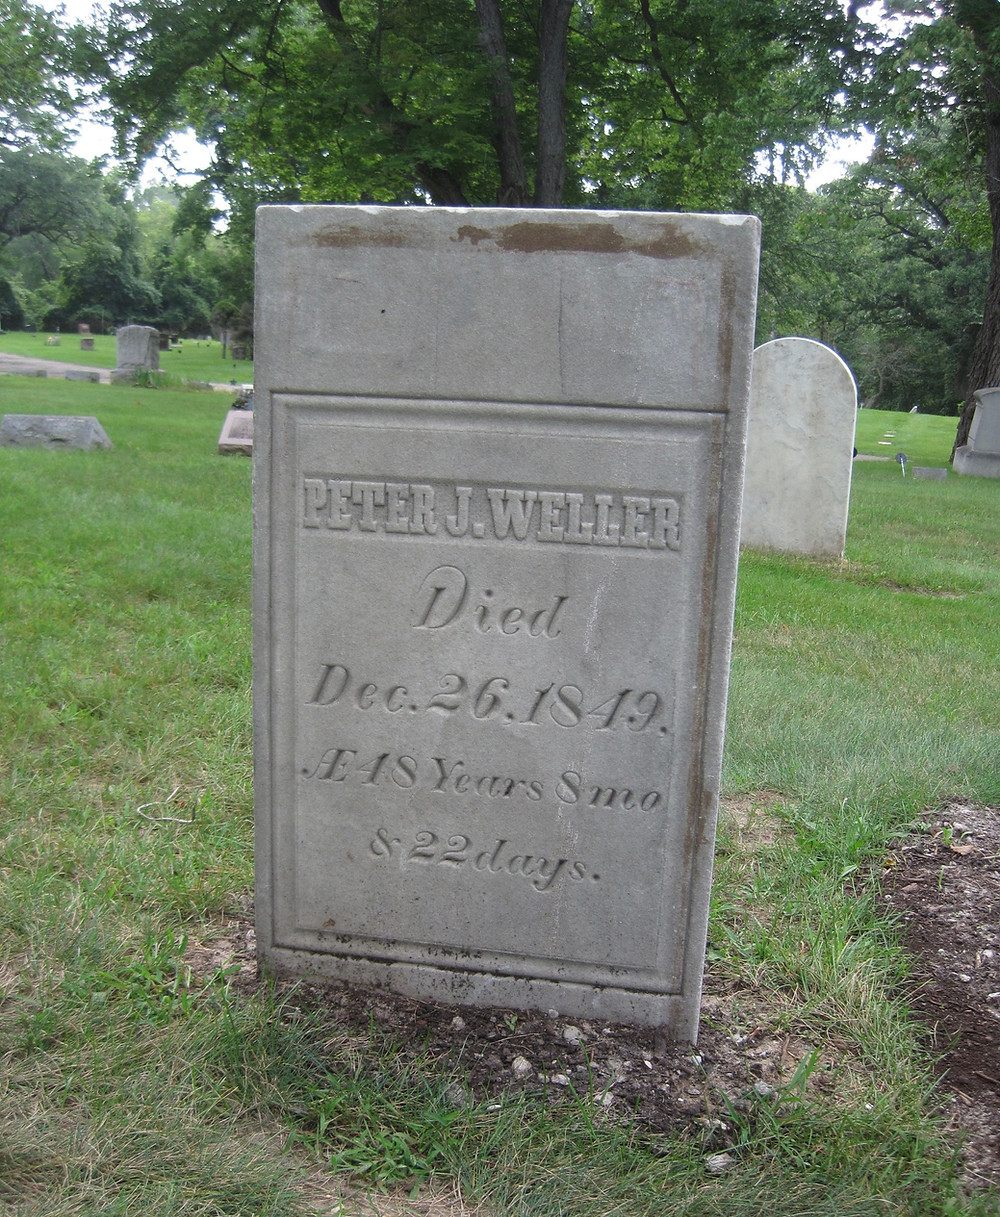 PETER J. WELLER
Died
Dec. 26, 1849.
Æ 48 Years 8 mo
& 22 days.